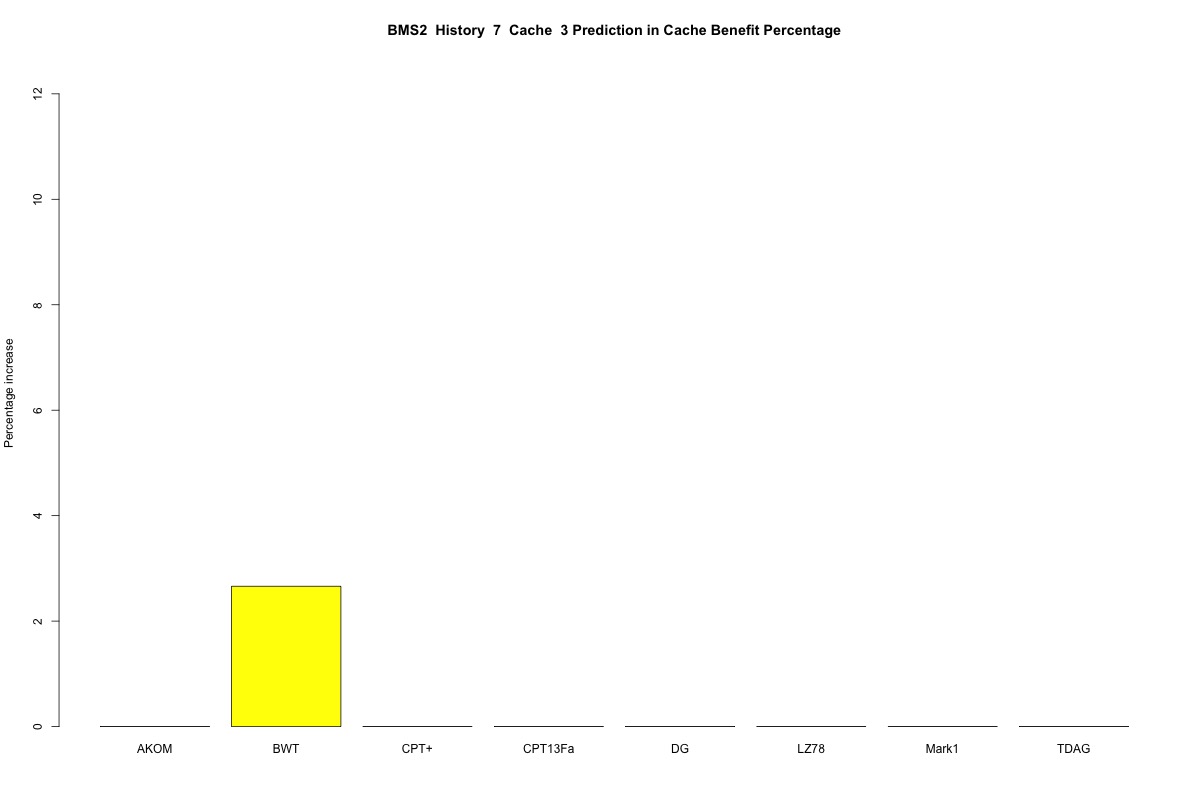 BMS2  History  7  Cache  3 Prediction in Cache Benefit Percentage
12
10
8
6
4
2
0
Percentage increase
AKOM BWT CPT+ CPT13Fa DG LZ78 Mark1 TDAG